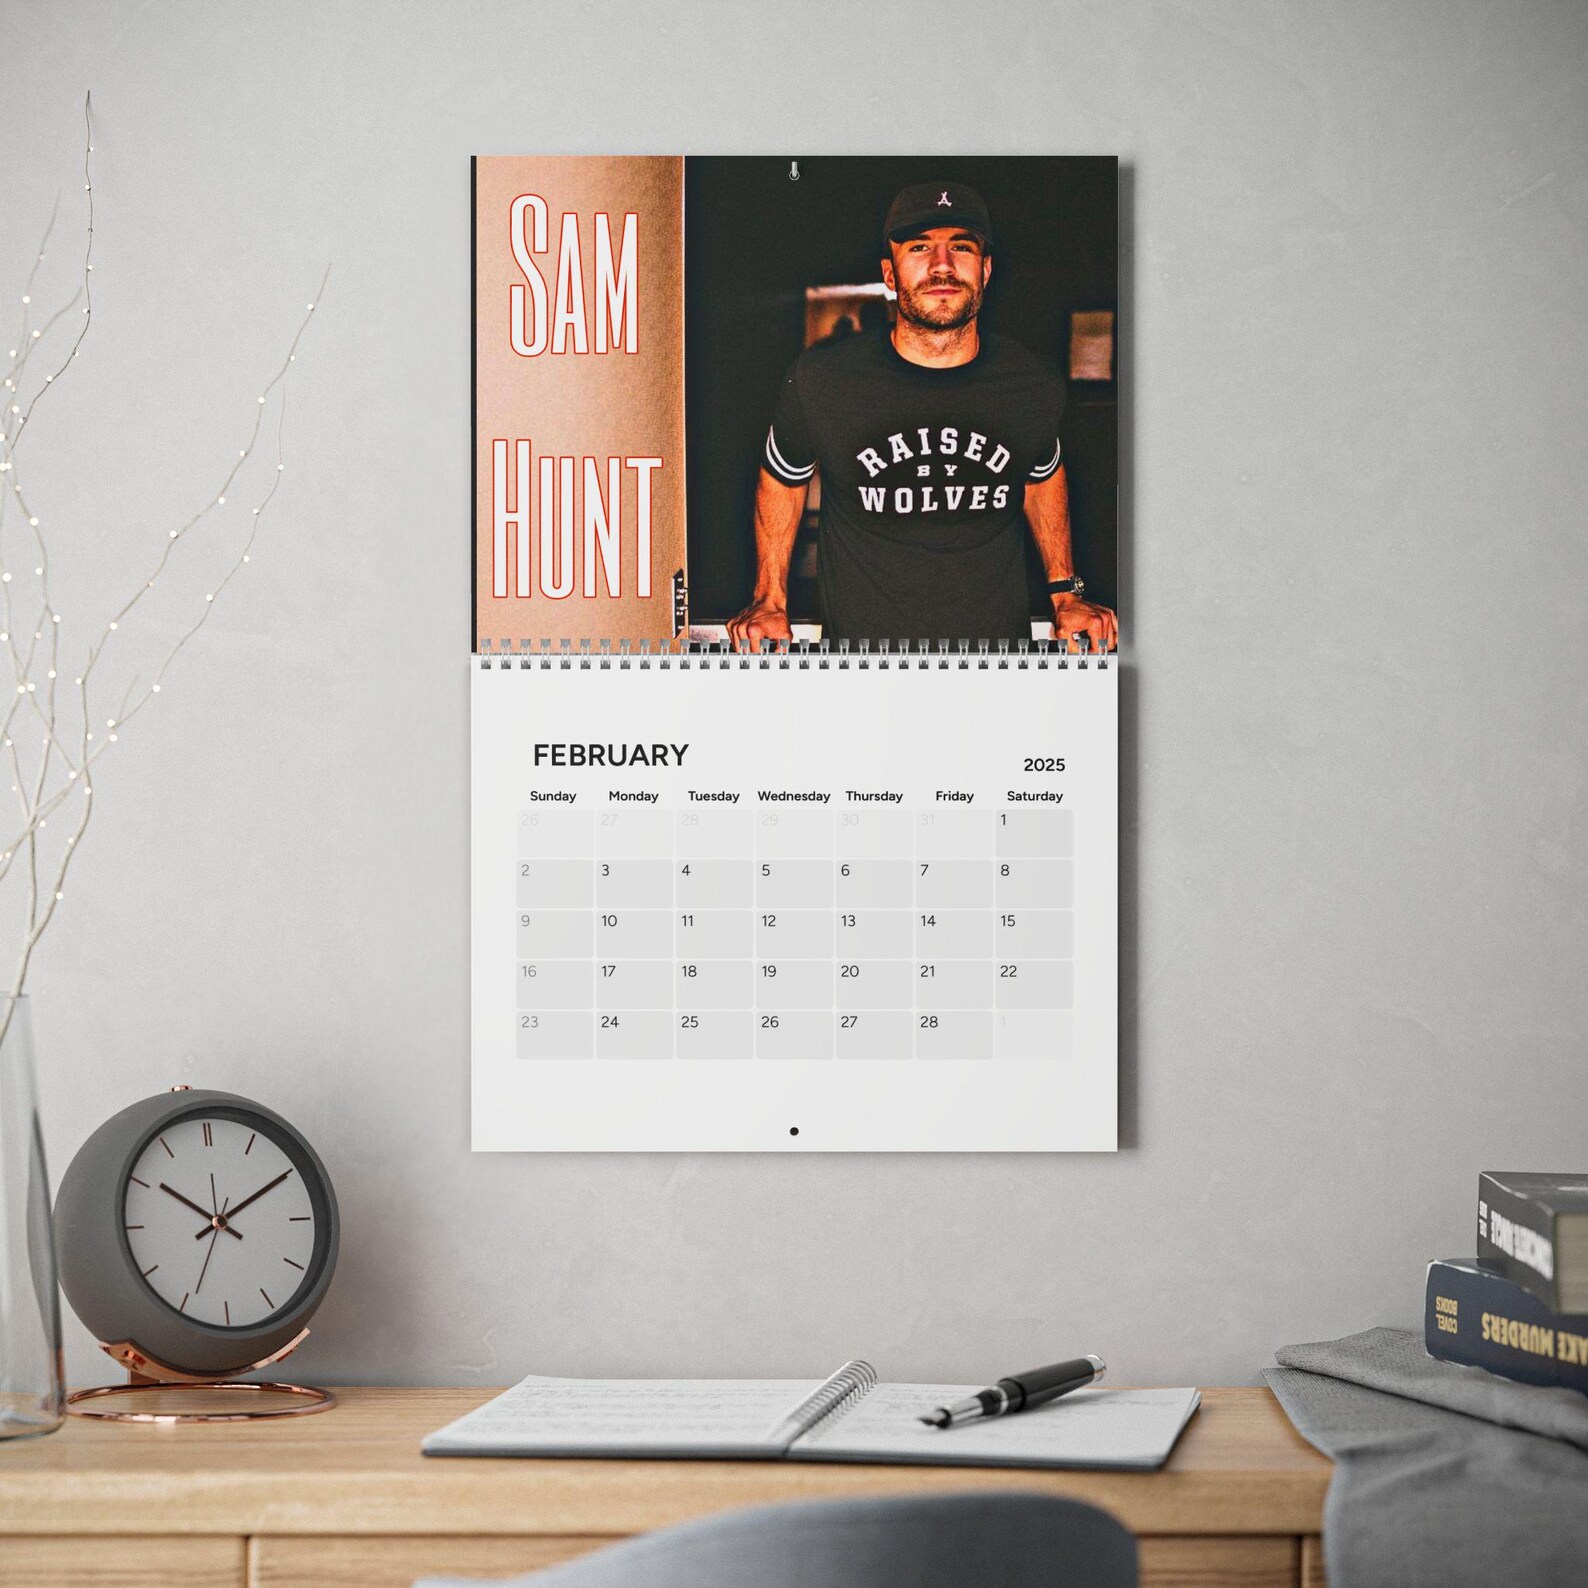 SAM
HUNT
RAISED
BY
WOLVES
FEBRUARY
2025
Sunday Monday Tuesday Wednesday Thursday Friday Saturday
26 27 28 29 30 31 1
2 3 4 5 6 7 8
9 10 11 12 13 14 15
16 17 18 19 20 21 22
23 24 25 26 27 28 1
COVEL
BOOKS
MURDERS